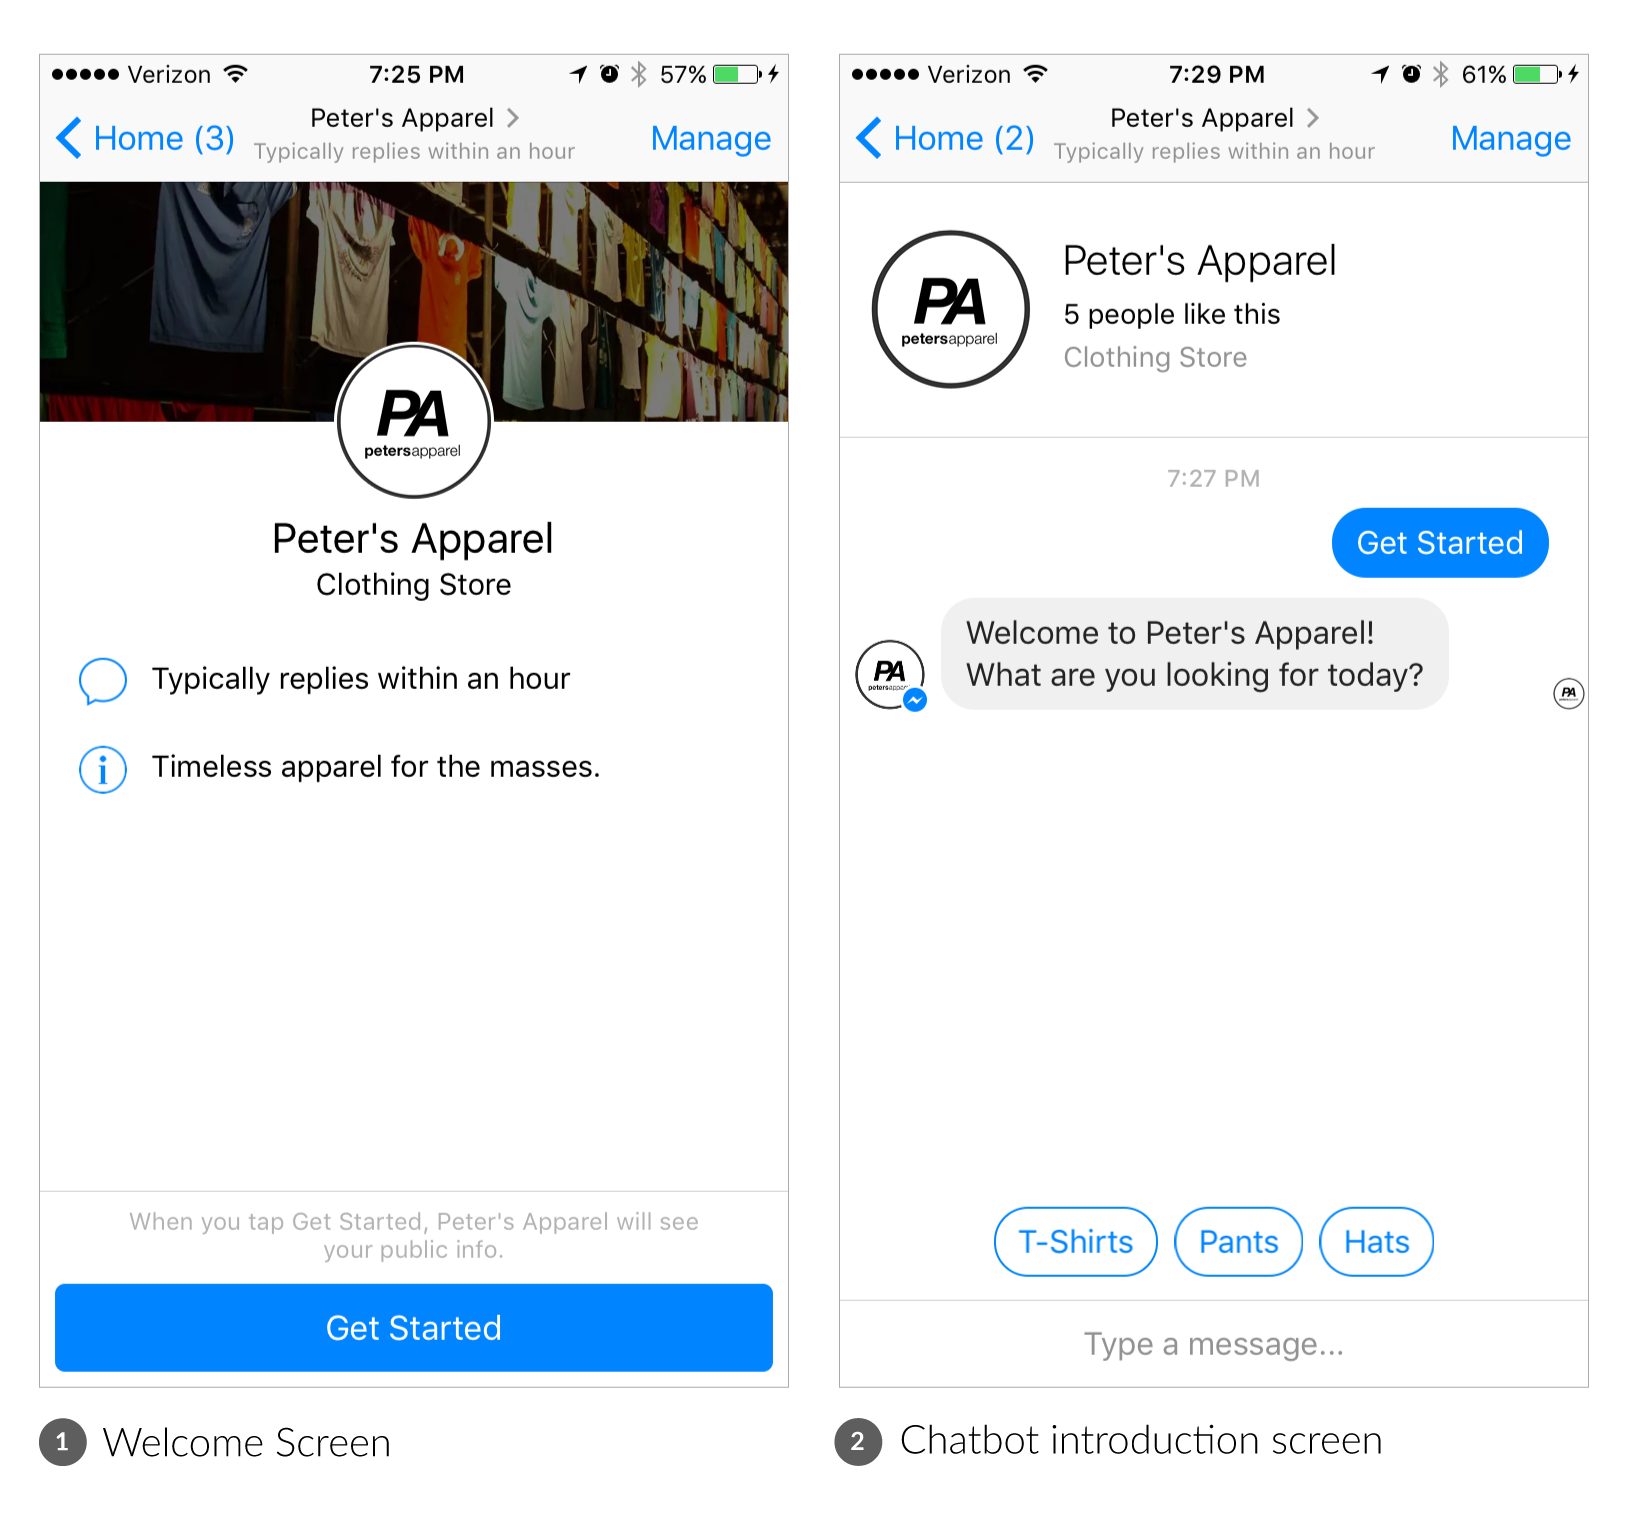 Verizon 7:25 PM 57%
Home (3) Peter's Apparel Manage
Typically replies within an hour
PA
petersapparel
Peter's Apparel
Clothing Store
Typically replies within an hour
i Timeless apparel for the masses.
When you tap Get Started, Peter's Apparel will see
your public info.
Get Started
1 Welcome Screen
Verizon 7:29 PM 61%
Home (2) Peter's Apparel Manage
Typically replies within an hour
PA
petersapparel
Peter's Apparel
5 people like this
Clothing Store
7:27 PM
Get Started
PA
petersapparel
Welcome to Peter's Apparel!
What are you looking for today?
PA
T-Shirts Pants Hats
Type a message...
2 Chatbot introduction screen